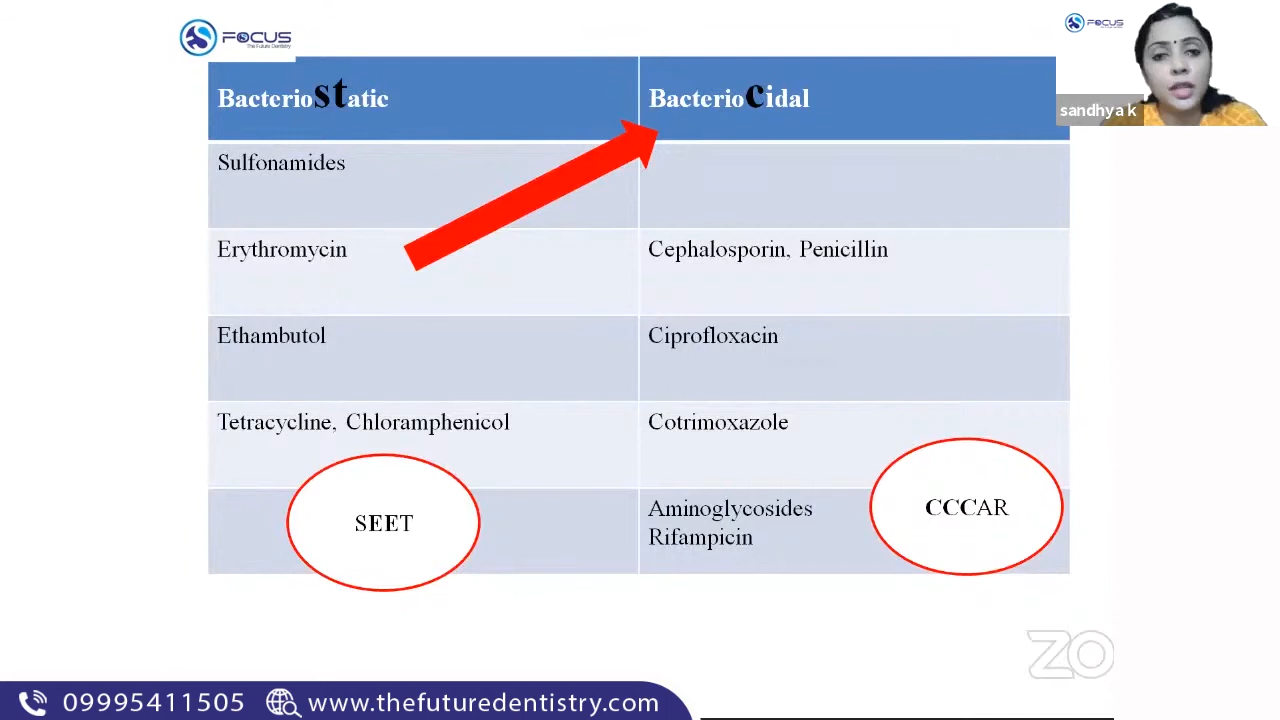 FOCUS
The Future Dentistry
FOCUS
sandhya k
Bacteriostatic
Bacteriocidal
Sulfonamides
Erythromycin
Cephalosporin, Penicillin
Ethambutol
Ciprofloxacin
Tetracycline, Chloramphenicol
Cotrimoxazole
SEET
Aminoglycosides
Rifampicin
CCCAR
ZO
09995411505
www.thefuturedentistry.com